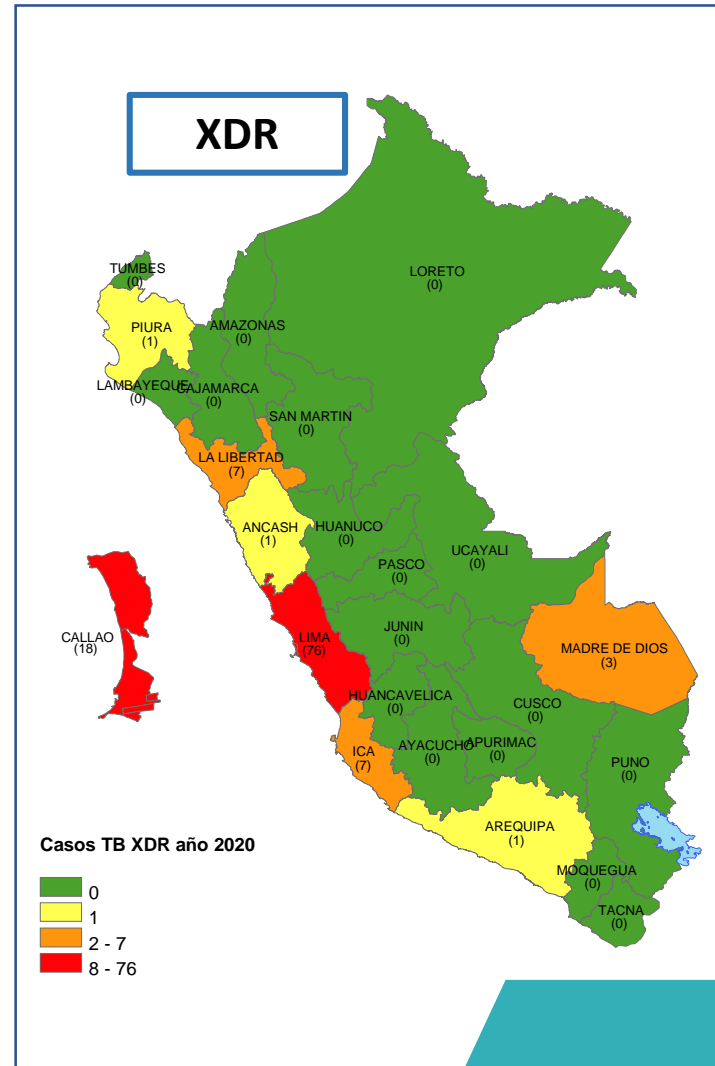 XDR
TUMBES
(0)
LORETO
(0)
PIURA
(1)
AMAZONAS
(0)
LAMBAYEQUE
(0)
CAJAMARCA
(0)
SAN MARTIN
(0)
LA LIBERTAD
(7)
ANCASH
(1)
HUANUCO
(0)
UCAYALI
(0)
PASCO
(0)
CALLAO
(18)
LIMA
(76)
JUNIN
(0)
MADRE DE DIOS
(3)
HUANCAVELICA
(0)
CUSCO
(0)
ICA
(7)
AYACUCHO
(0)
APURIMAC
(0)
PUNO
(0)
AREQUIPA
(1)
MOQUEGUA
(0)
TACNA
(0)
Casos TB XDR año 2020
0
1
2 - 7
8 - 76